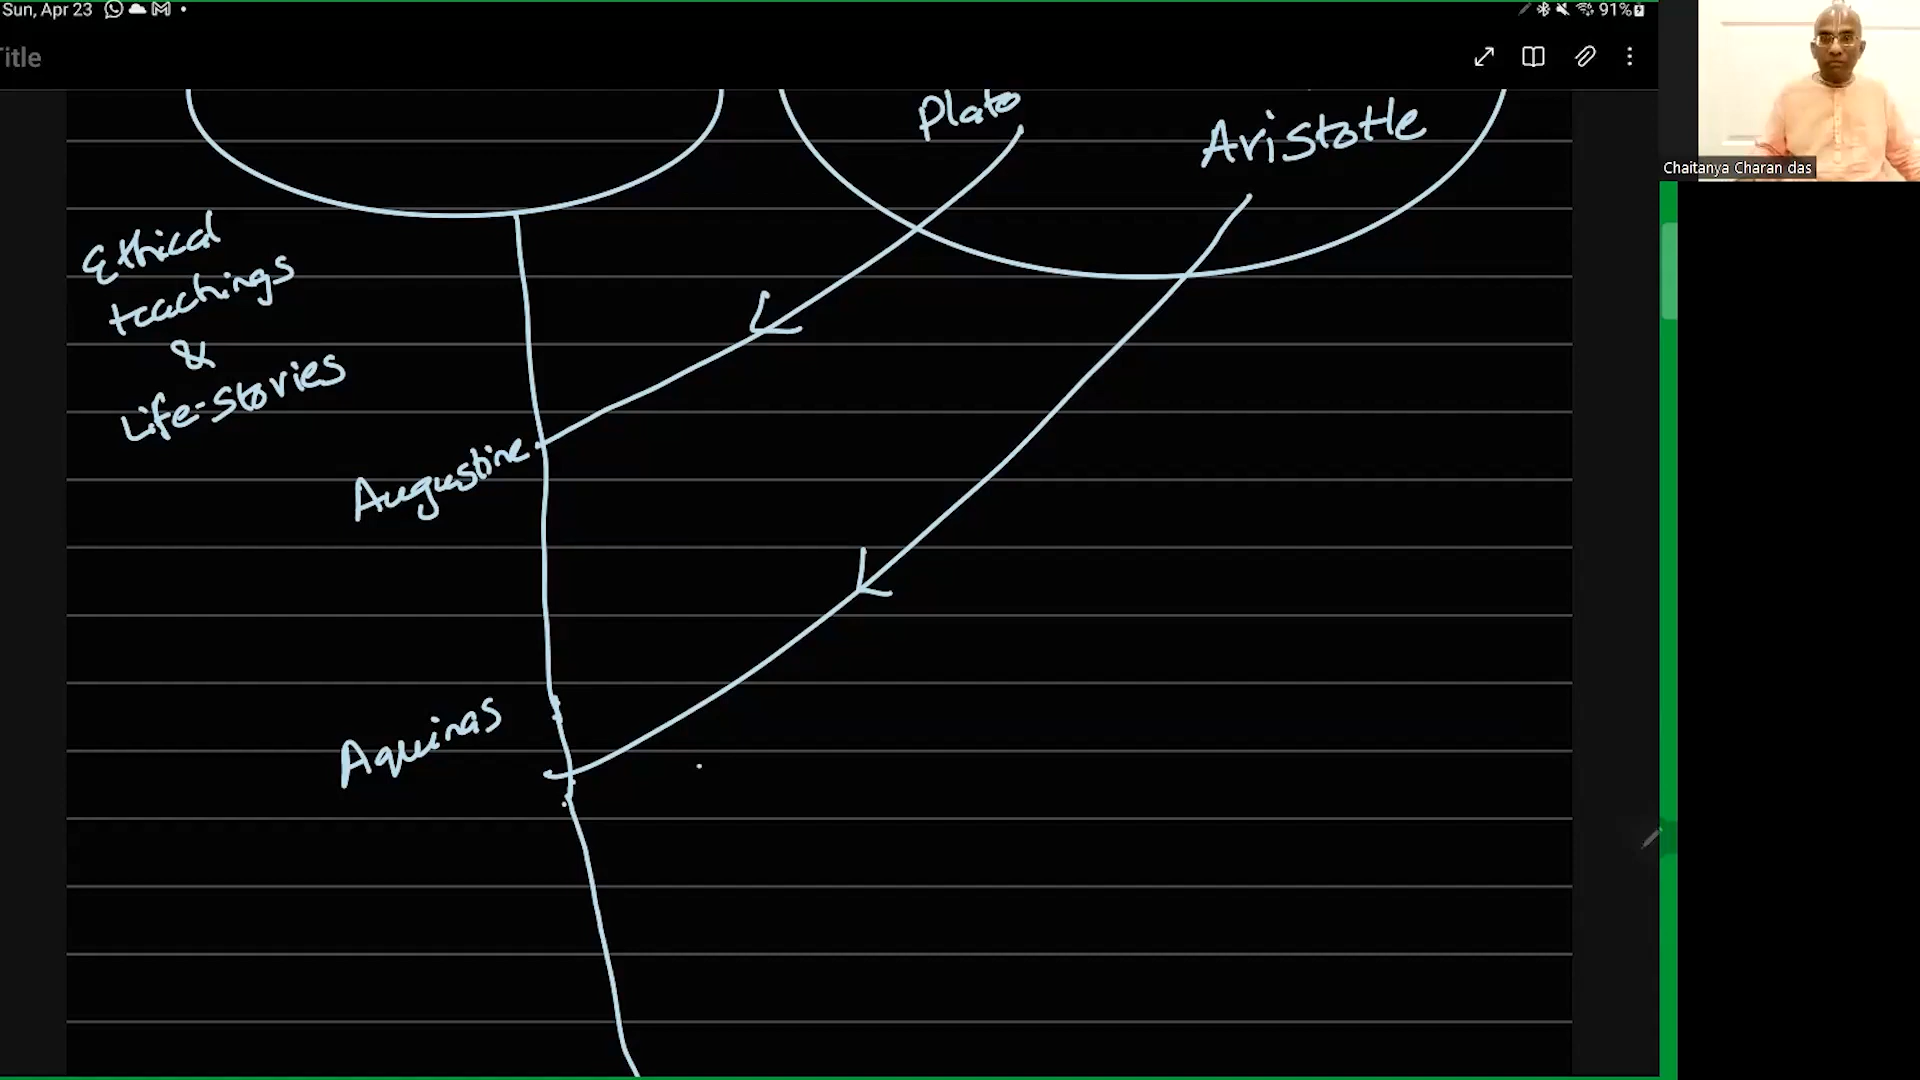 Sun, Apr 23
91%
Title
Chaitanya Charan das
Plato
Aristotle
Ethical
teachings
&
Life-Stories
Augustine
Aquinas